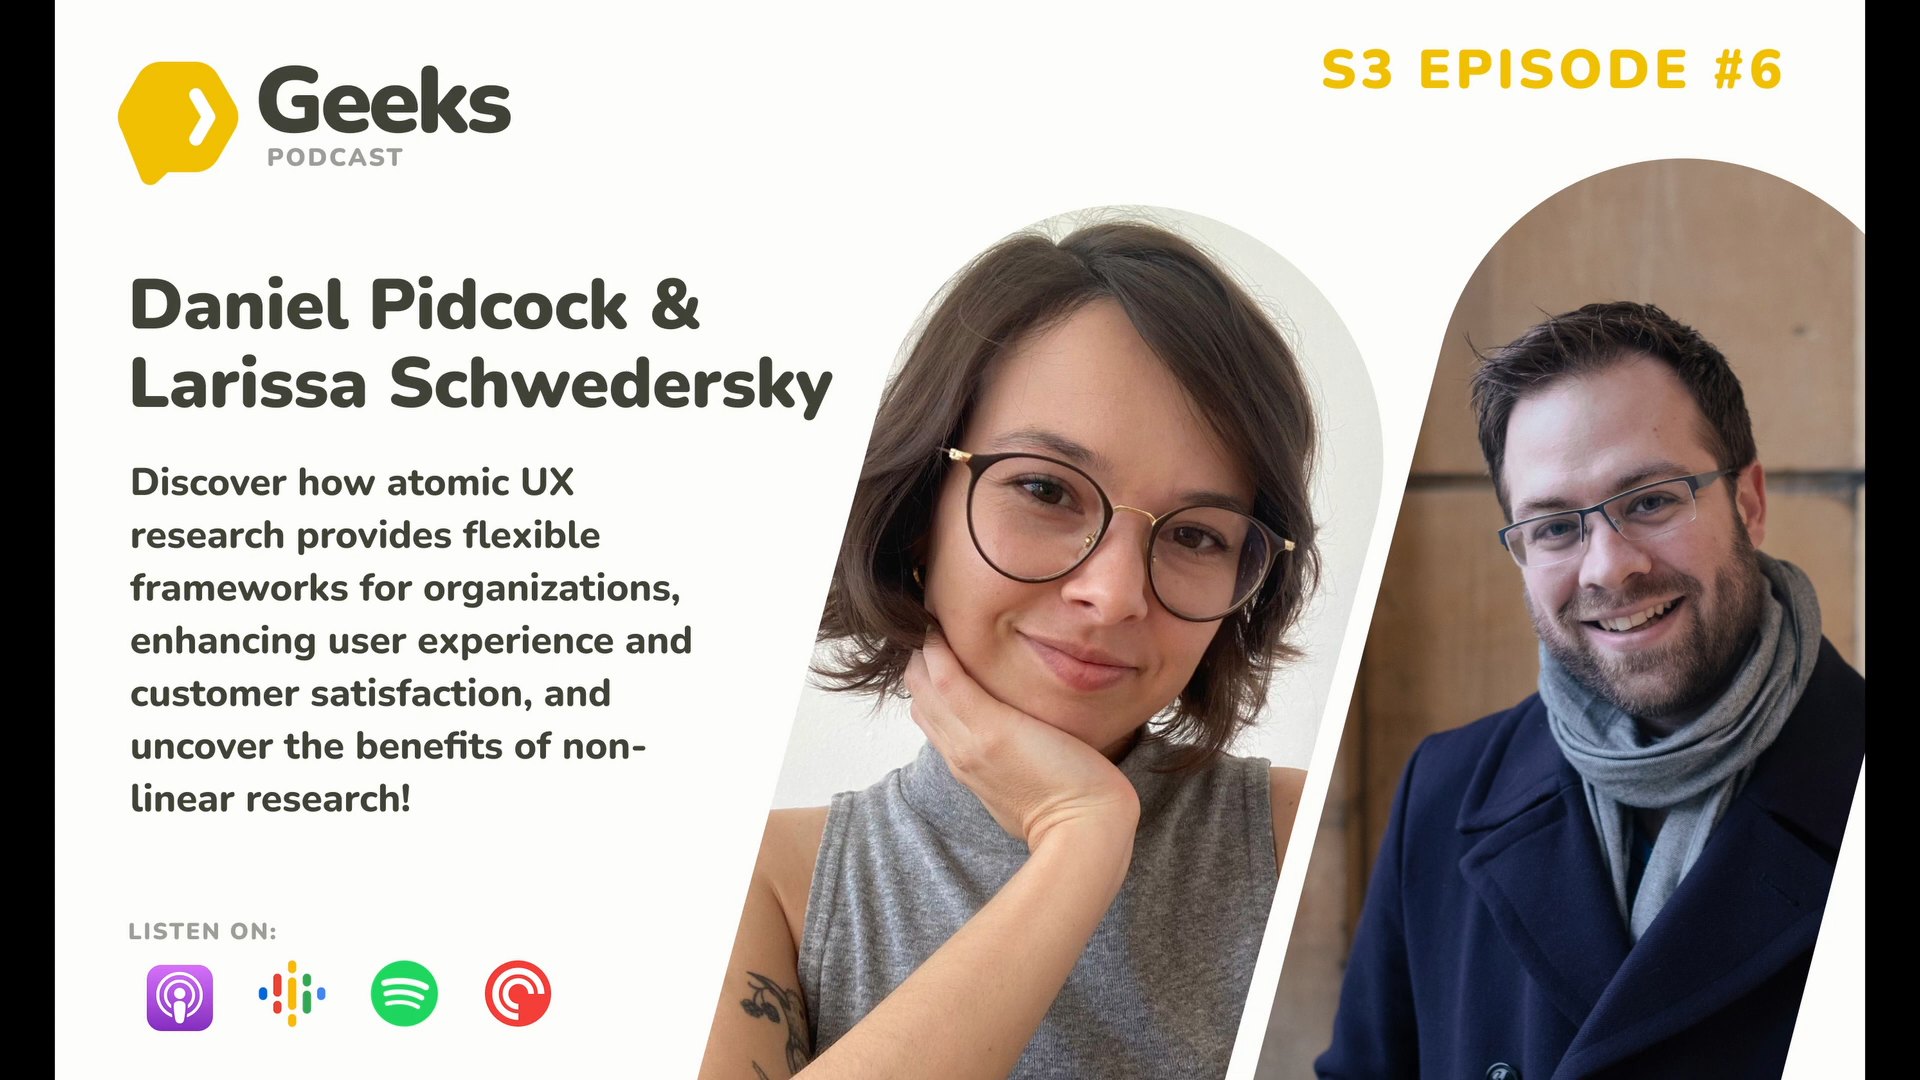 Geeks
PODCAST
S3 EPISODE #6
Daniel Pidcock &
Larissa Schwedersky
Discover how atomic UX
research provides flexible
frameworks for organizations,
enhancing user experience and
customer satisfaction, and
uncover the benefits of non-
linear research!
LISTEN ON: